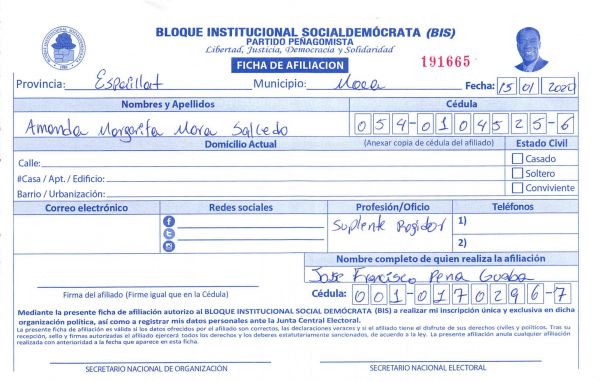 BLOQUE INSTITUCIONAL SOCIALDEMÓCRATA (BIS)
PARTIDO PEÑAGOMISTA
Libertad, Justicia, Democracia y Solidaridad
FICHA DE AFILIACION
191665
Provincia: Espaillat Municipio: Moca Fecha: 15 01 2020
Nombres y Apellidos Cédula
Amanda Margarita Mora Salcedo 054-0104525-6
Domicilio Actual (Anexar copia de cédula del afiliado) Estado Civil
Calle: Casado
#Casa / Apt. / Edificio: Soltero
Barrio / Urbanización: Conviviente
Correo electrónico Redes sociales Profesión/Oficio Teléfonos
Suplente Regidor 1)
2)
Nombre completo de quien realiza la afiliación
Jose Francisco Peña Guaba
Firma del afiliado (Firme igual que en la Cédula) Cédula: 001-0170296-7
Mediante la presente ficha de afiliación autorizo al BLOQUE INSTITUCIONAL SOCIAL DEMÓCRATA (BIS) a realizar mi inscripción única y exclusiva en dicha
organización política, así como a registrar mis datos personales ante la Junta Central Electoral.
La presente ficha de afiliación es válida si los datos ofrecidos por el afiliado son correctos, las declaraciones veraces y si el afiliado tiene el disfrute de sus derechos civiles y políticos. Tras su
recepción, sello y firmas autorizadas el afiliado ejercerá todos los derechos y los deberes estatutariamente sancionados, de acuerdo a la ley. La presente afiliación anula cualquier afiliación
realizada con anterioridad a la fecha que aparece en esta ficha.
SECRETARIO NACIONAL DE ORGANIZACIÓN SECRETARIO NACIONAL ELECTORAL